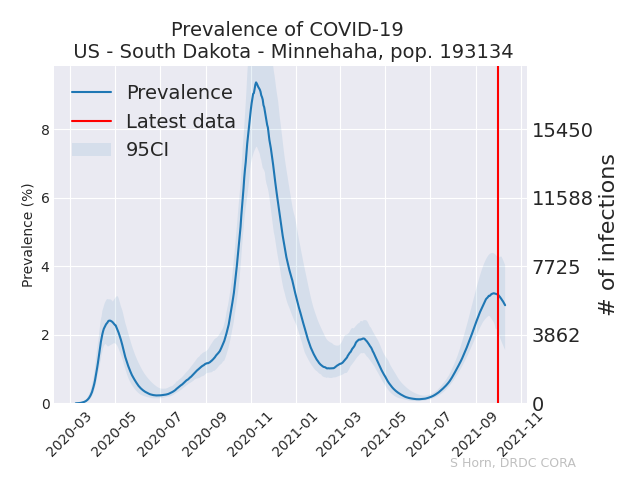 Prevalence of COVID-19
US - South Dakota - Minnehaha, pop. 193134
Prevalence
Latest data
95CI
Prevalence (%)
8
6
4
2
0
15450
11588
7725
3862
0
# of infections
2020-03
2020-05
2020-07
2020-09
2020-11
2021-01
2021-03
2021-05
2021-07
2021-09
2021-11
S Horn, DRDC CORA